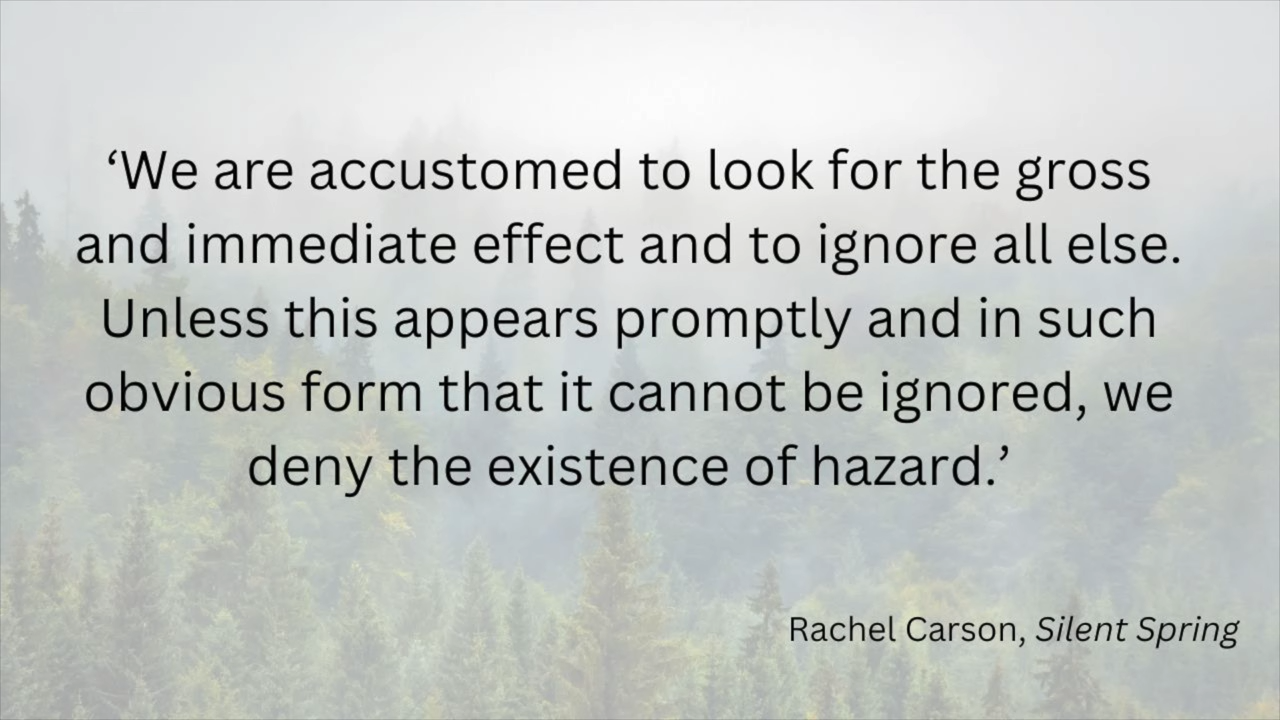 ‘We are accustomed to look for the gross
and immediate effect and to ignore all else.
Unless this appears promptly and in such
obvious form that it cannot be ignored, we
deny the existence of hazard.’
Rachel Carson, Silent Spring